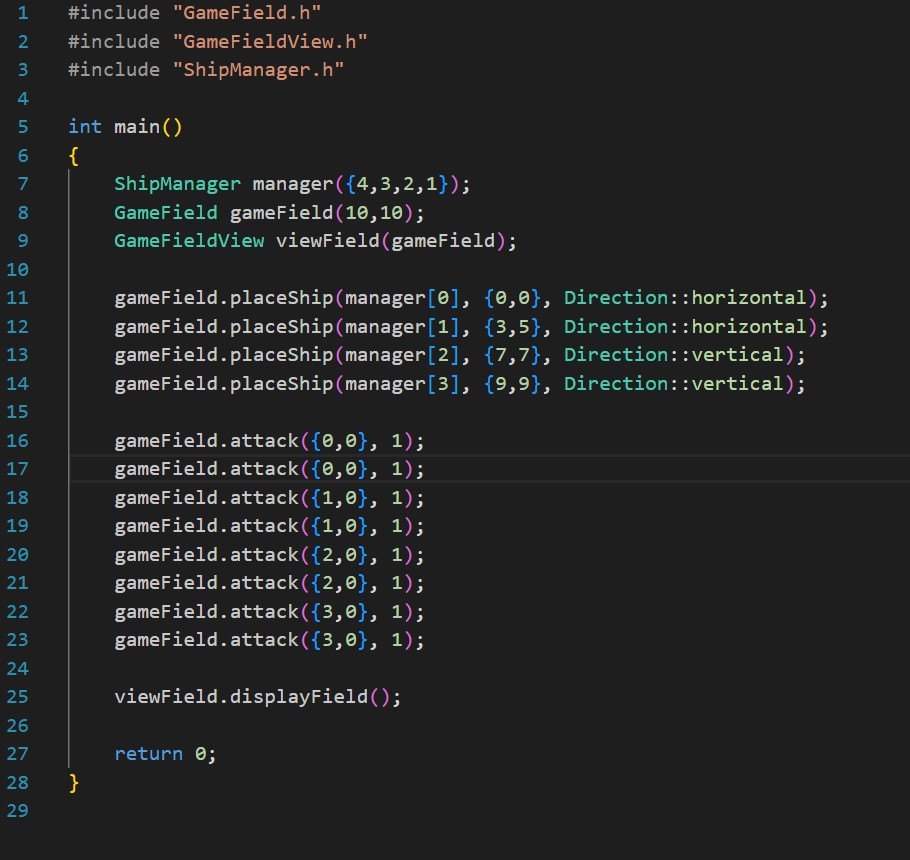 1 #include "GameField.h"
2 #include "GameFieldView.h"
3 #include "ShipManager.h"
4
5 int main()
6 {
7 ShipManager manager({4,3,2,1});
8 GameField gameField(10,10);
9 GameFieldView viewField(gameField);
10
11 gameField.placeShip(manager[0], {0,0}, Direction::horizontal);
12 gameField.placeShip(manager[1], {3,5}, Direction::horizontal);
13 gameField.placeShip(manager[2], {7,7}, Direction::vertical);
14 gameField.placeShip(manager[3], {9,9}, Direction::vertical);
15
16 gameField.attack({0,0}, 1);
17 gameField.attack({0,0}, 1);
18 gameField.attack({1,0}, 1);
19 gameField.attack({1,0}, 1);
20 gameField.attack({2,0}, 1);
21 gameField.attack({2,0}, 1);
22 gameField.attack({3,0}, 1);
23 gameField.attack({3,0}, 1);
24
25 viewField.displayField();
26
27 return 0;
28 }
29